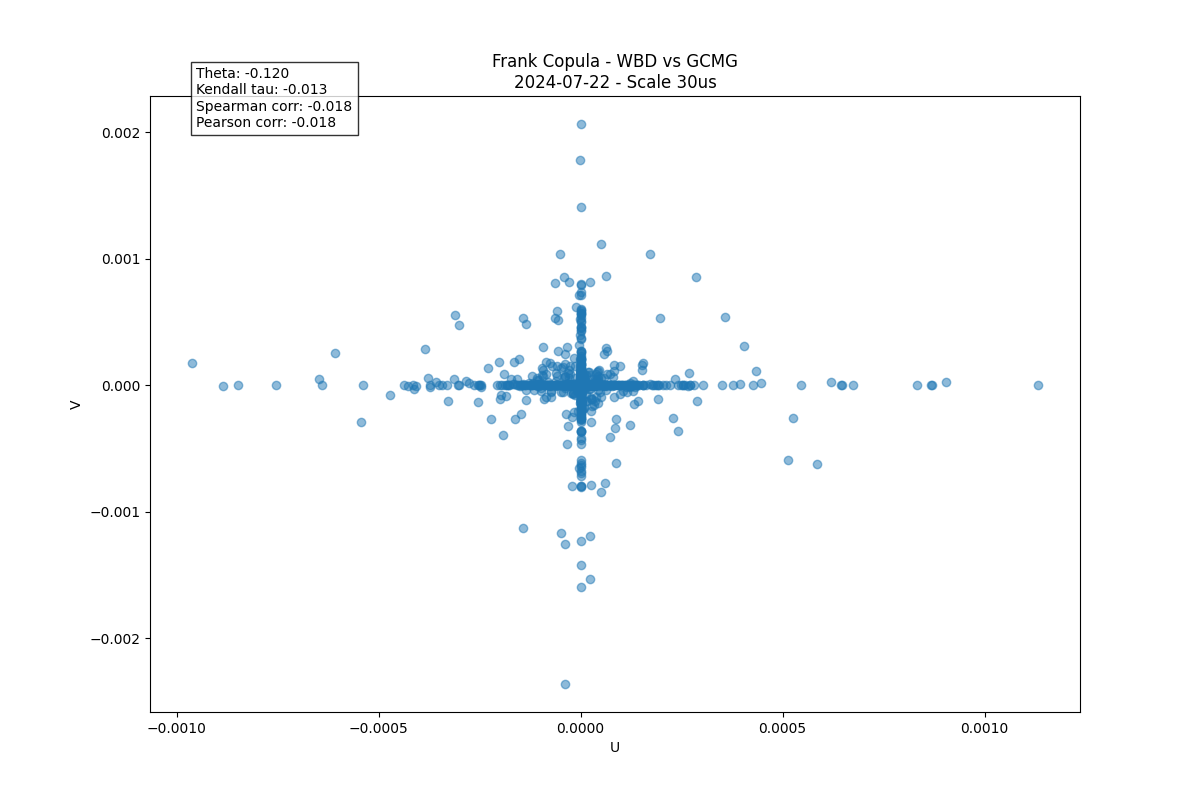 Frank Copula - WBD vs GCMG
2024-07-22 - Scale 30us
Theta: -0.120
Kendall tau: -0.013
Spearman corr: -0.018
Pearson corr: -0.018
0.002
0.001
0.000
−0.001
−0.002
V
−0.0010
−0.0005
0.0000
0.0005
0.0010
U